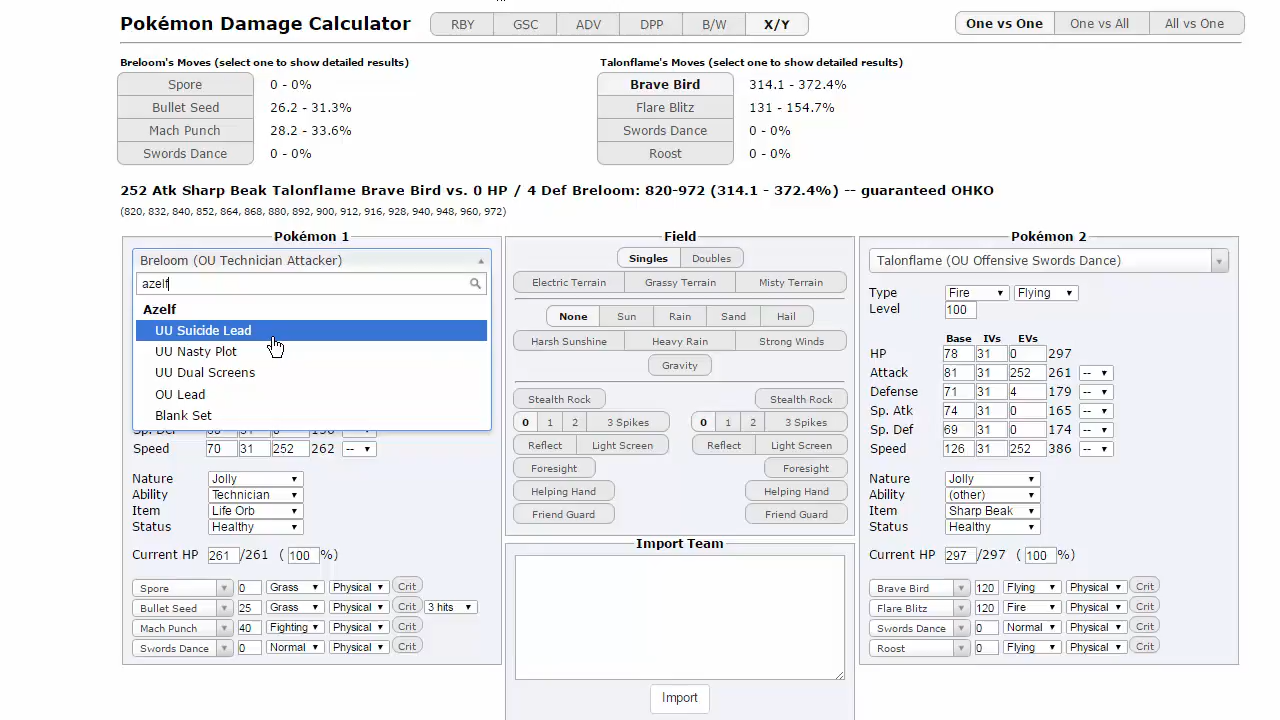 Pokémon Damage Calculator RBY GSC ADV DPP B/W X/Y One vs One One vs All All vs One
Breloom's Moves (select one to show detailed results)
Spore 0 - 0%
Bullet Seed 26.2 - 31.3%
Mach Punch 28.2 - 33.6%
Swords Dance 0 - 0%
Talonflame's Moves (select one to show detailed results)
Brave Bird 314.1 - 372.4%
Flare Blitz 131 - 154.7%
Swords Dance 0 - 0%
Roost 0 - 0%
252 Atk Sharp Beak Talonflame Brave Bird vs. 0 HP / 4 Def Breloom: 820-972 (314.1 - 372.4%) -- guaranteed OHKO
(820, 832, 840, 852, 864, 868, 880, 892, 900, 912, 916, 928, 940, 948, 960, 972)
Pokémon 1
Breloom (OU Technician Attacker)
azelf
Azelf
UU Suicide Lead
UU Nasty Plot
UU Dual Screens
OU Lead
Blank Set
Speed 70 31 252 262 --
Nature Jolly
Ability Technician
Item Life Orb
Status Healthy
Current HP 261 /261 ( 100 %)
Spore 0 Grass Physical Crit
Bullet Seed 25 Grass Physical Crit 3 hits
Mach Punch 40 Fighting Physical Crit
Swords Dance 0 Normal Physical Crit
Field
Singles Doubles
Electric Terrain Grassy Terrain Misty Terrain
None Sun Rain Sand Hail
Harsh Sunshine Heavy Rain Strong Winds
Gravity
Stealth Rock Stealth Rock
0 1 2 3 Spikes 0 1 2 3 Spikes
Reflect Light Screen Reflect Light Screen
Foresight Foresight
Helping Hand Helping Hand
Friend Guard Friend Guard
Import Team
Import
Pokémon 2
Talonflame (OU Offensive Swords Dance)
Type Fire Flying
Level 100
Base IVs EVs
HP 78 31 0 297
Attack 81 31 252 261 --
Defense 71 31 4 179 --
Sp. Atk 74 31 0 165 --
Sp. Def 69 31 0 174 --
Speed 126 31 252 386 --
Nature Jolly
Ability (other)
Item Sharp Beak
Status Healthy
Current HP 297 /297 ( 100 %)
Brave Bird 120 Flying Physical Crit
Flare Blitz 120 Fire Physical Crit
Swords Dance 0 Normal Physical Crit
Roost 0 Flying Physical Crit